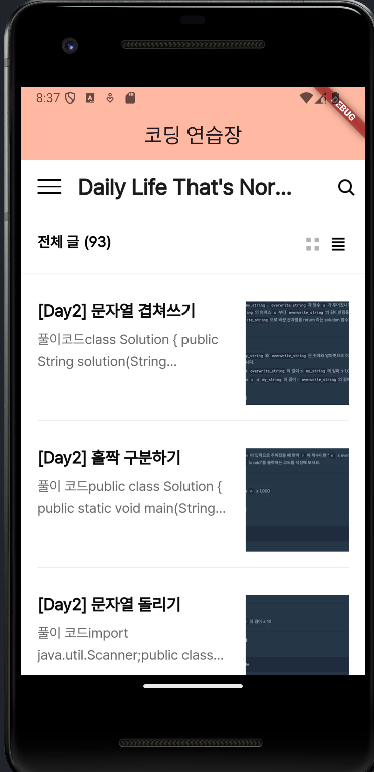 8:37
DEBUG
코딩 연습장
Daily Life That's Nor...
전체 글 (93)
[Day2] 문자열 겹쳐쓰기
풀이코드class Solution { public
String solution(String...
[Day2] 홀짝 구분하기
풀이 코드public class Solution {
public static void main(String...
[Day2] 문자열 돌리기
풀이 코드import
java.util.Scanner;public class...